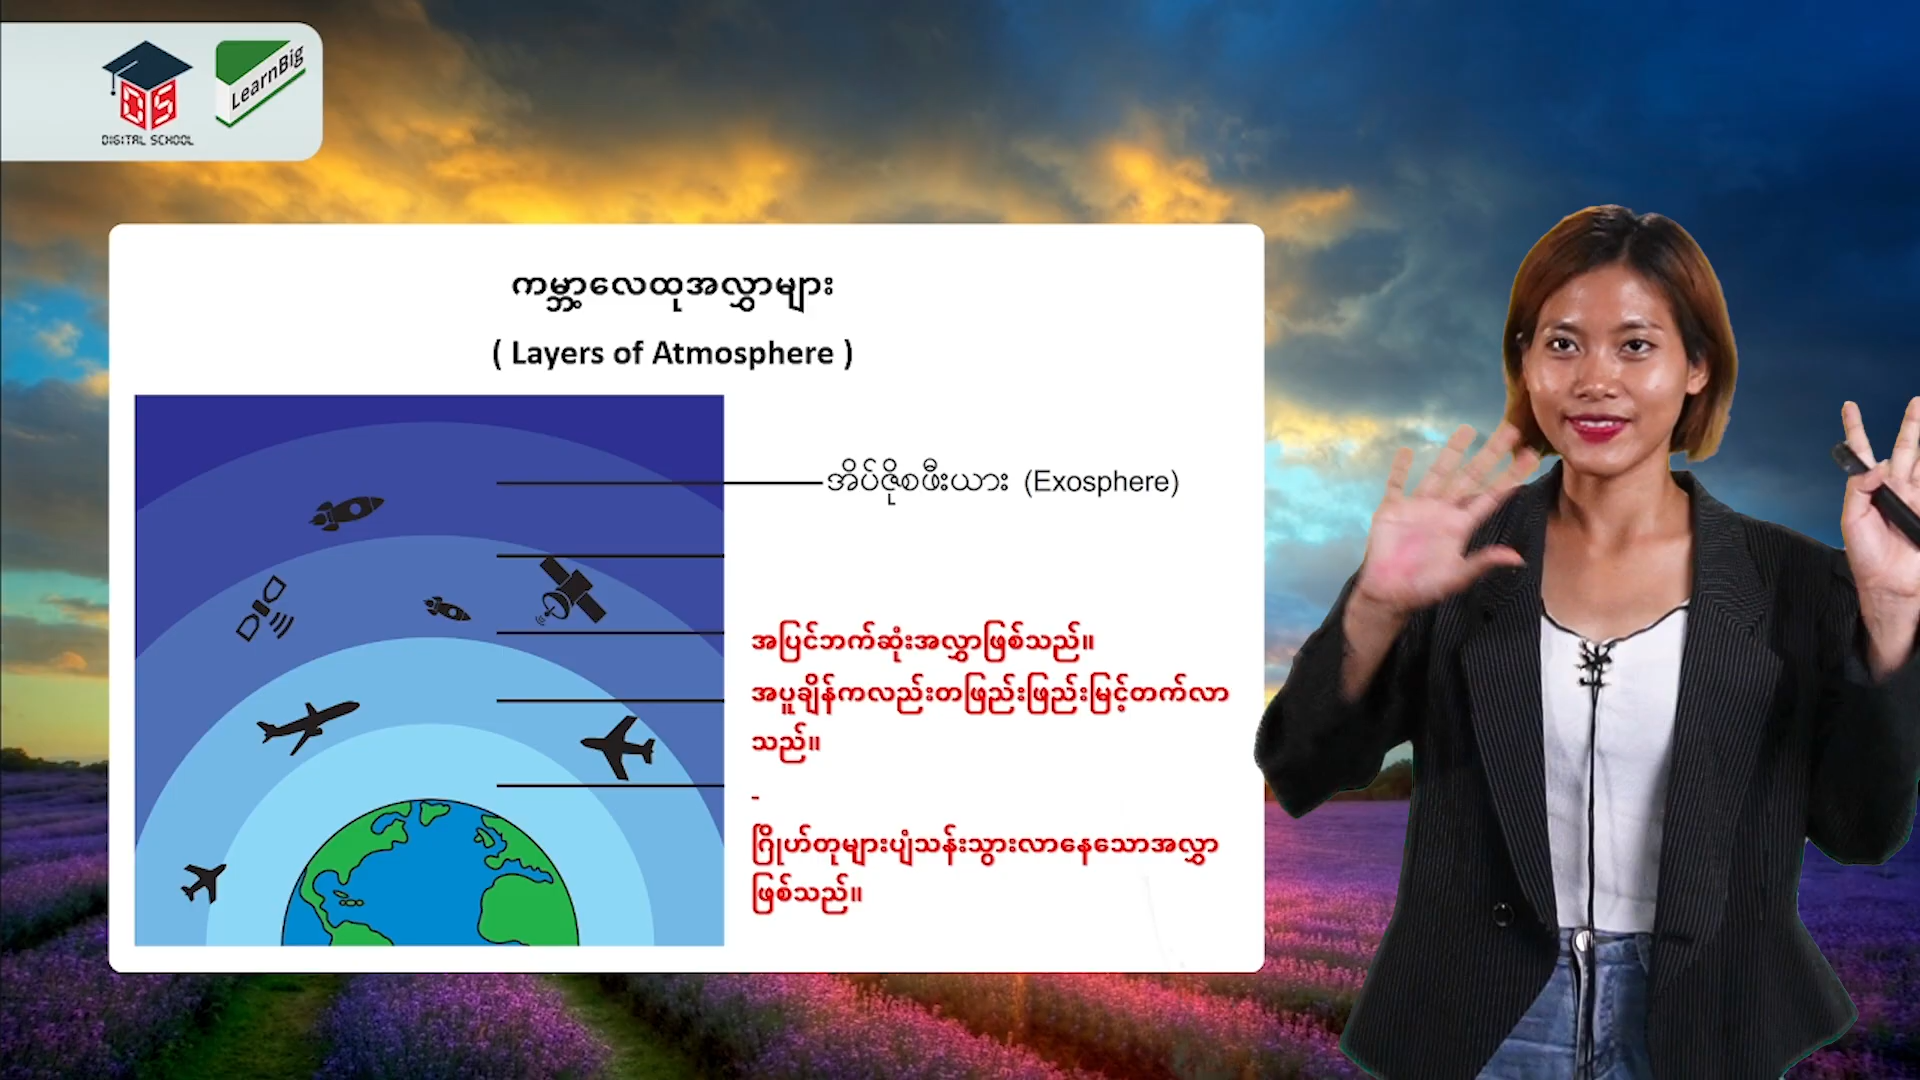 DIGITAL SCHOOL
LearnBig
ကမ္ဘာ့လေထုအလွှာများ
( Layers of Atmosphere )
အိပ်ဇိုစဖီးယား (Exosphere)
အပြင်ဘက်ဆုံးအလွှာဖြစ်သည်။
အပူချိန်ကလည်းတဖြည်းဖြည်းမြင့်တက်လာ
သည်။
-
ဂြိုဟ်တုများပျံသန်းသွားလာနေသောအလွှာ
ဖြစ်သည်။